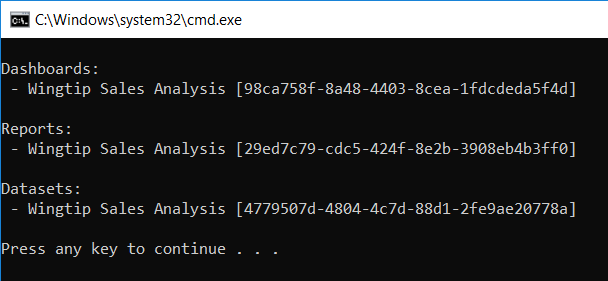 C:\Windows\system32\cmd.exe
Dashboards:
- Wingtip Sales Analysis [98ca758f-8a48-4403-8cea-1fdcdeda5f4d]
Reports:
- Wingtip Sales Analysis [29ed7c79-cdc5-424f-8e2b-3908eb4b3ff0]
Datasets:
- Wingtip Sales Analysis [4779507d-4804-4c7d-88d1-2fe9ae20778a]
Press any key to continue . . .